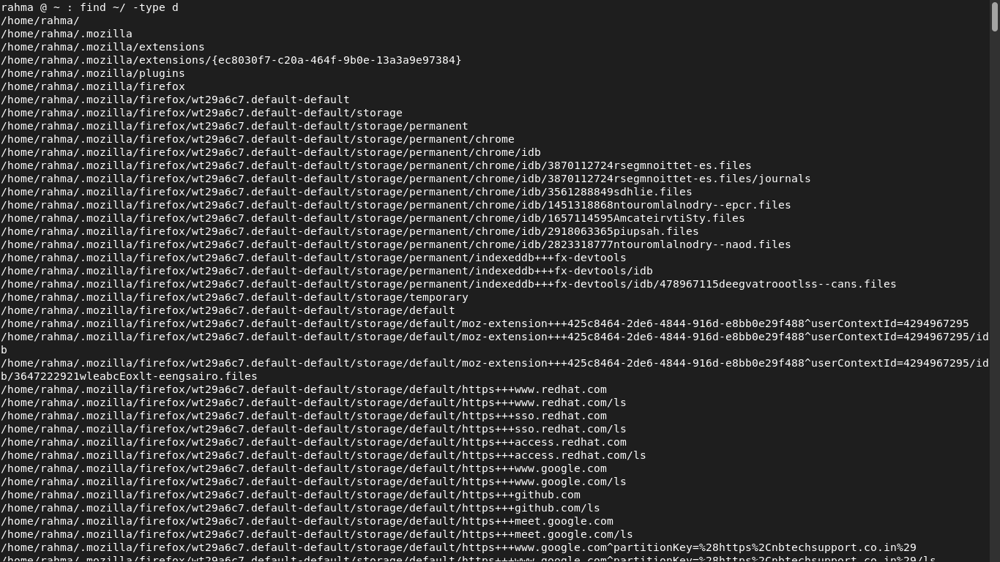 rahma @ ~ : find ~/ -type d
/home/rahma/
/home/rahma/.mozilla
/home/rahma/.mozilla/extensions
/home/rahma/.mozilla/extensions/{ec8030f7-c20a-464f-9b0e-13a3a9e97384}
/home/rahma/.mozilla/plugins
/home/rahma/.mozilla/firefox
/home/rahma/.mozilla/firefox/wt29a6c7.default-default
/home/rahma/.mozilla/firefox/wt29a6c7.default-default/storage
/home/rahma/.mozilla/firefox/wt29a6c7.default-default/storage/permanent
/home/rahma/.mozilla/firefox/wt29a6c7.default-default/storage/permanent/chrome
/home/rahma/.mozilla/firefox/wt29a6c7.default-default/storage/permanent/chrome/idb
/home/rahma/.mozilla/firefox/wt29a6c7.default-default/storage/permanent/chrome/idb/3870112724rsegmnoittet-es.files
/home/rahma/.mozilla/firefox/wt29a6c7.default-default/storage/permanent/chrome/idb/3870112724rsegmnoittet-es.files/journals
/home/rahma/.mozilla/firefox/wt29a6c7.default-default/storage/permanent/chrome/idb/3561288849sdhlie.files
/home/rahma/.mozilla/firefox/wt29a6c7.default-default/storage/permanent/chrome/idb/1451318868ntouromlalnodry--epcr.files
/home/rahma/.mozilla/firefox/wt29a6c7.default-default/storage/permanent/chrome/idb/1657114595AmcateirvtiSty.files
/home/rahma/.mozilla/firefox/wt29a6c7.default-default/storage/permanent/chrome/idb/2918063365piupsah.files
/home/rahma/.mozilla/firefox/wt29a6c7.default-default/storage/permanent/chrome/idb/2823318777ntouromlalnodry--naod.files
/home/rahma/.mozilla/firefox/wt29a6c7.default-default/storage/permanent/indexeddb+++fx-devtools
/home/rahma/.mozilla/firefox/wt29a6c7.default-default/storage/permanent/indexeddb+++fx-devtools/idb
/home/rahma/.mozilla/firefox/wt29a6c7.default-default/storage/permanent/indexeddb+++fx-devtools/idb/478967115deegvatroootlss--cans.files
/home/rahma/.mozilla/firefox/wt29a6c7.default-default/storage/temporary
/home/rahma/.mozilla/firefox/wt29a6c7.default-default/storage/default
/home/rahma/.mozilla/firefox/wt29a6c7.default-default/storage/default/moz-extension+++425c8464-2de6-4844-916d-e8bb0e29f488^userContextId=4294967295
/home/rahma/.mozilla/firefox/wt29a6c7.default-default/storage/default/moz-extension+++425c8464-2de6-4844-916d-e8bb0e29f488^userContextId=4294967295/id
b
/home/rahma/.mozilla/firefox/wt29a6c7.default-default/storage/default/moz-extension+++425c8464-2de6-4844-916d-e8bb0e29f488^userContextId=4294967295/id
b/3647222921wleabcEoxlt-eengsairo.files
/home/rahma/.mozilla/firefox/wt29a6c7.default-default/storage/default/https+++www.redhat.com
/home/rahma/.mozilla/firefox/wt29a6c7.default-default/storage/default/https+++www.redhat.com/ls
/home/rahma/.mozilla/firefox/wt29a6c7.default-default/storage/default/https+++sso.redhat.com
/home/rahma/.mozilla/firefox/wt29a6c7.default-default/storage/default/https+++sso.redhat.com/ls
/home/rahma/.mozilla/firefox/wt29a6c7.default-default/storage/default/https+++access.redhat.com
/home/rahma/.mozilla/firefox/wt29a6c7.default-default/storage/default/https+++access.redhat.com/ls
/home/rahma/.mozilla/firefox/wt29a6c7.default-default/storage/default/https+++www.google.com
/home/rahma/.mozilla/firefox/wt29a6c7.default-default/storage/default/https+++www.google.com/ls
/home/rahma/.mozilla/firefox/wt29a6c7.default-default/storage/default/https+++github.com
/home/rahma/.mozilla/firefox/wt29a6c7.default-default/storage/default/https+++github.com/ls
/home/rahma/.mozilla/firefox/wt29a6c7.default-default/storage/default/https+++meet.google.com
/home/rahma/.mozilla/firefox/wt29a6c7.default-default/storage/default/https+++meet.google.com/ls
/home/rahma/.mozilla/firefox/wt29a6c7.default-default/storage/default/https+++www.google.com^partitionKey=%28https%2Cnbtechsupport.co.in%29
/home/rahma/.mozilla/firefox/wt29a6c7.default-default/storage/default/https+++www.google.com^partitionKey=%28https%2Cnbtechsupport.co.in%29/ls